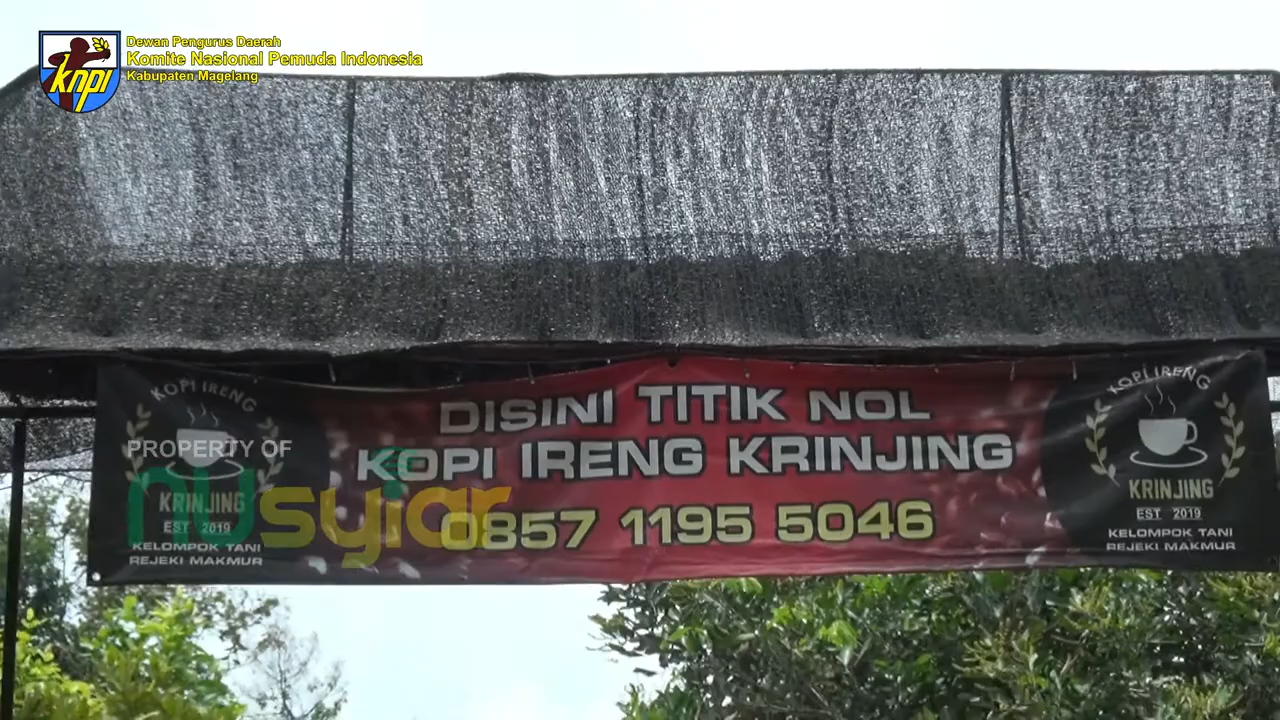 Dewan Pengurus Daerah
Komite Nasional Pemuda Indonesia
Kabupaten Magelang
knpi
DISINI TITIK NOL
KOPI IRENG KRINJING
0857 1195 5046
KOPI IRENG
KRINJING
EST 2019
KELOMPOK TANI
REJEKI MAKMUR
KOPI IRENG
KRINJING
EST 2019
KELOMPOK TANI
REJEKI MAKMUR
PROPERTY OF
nusyiar